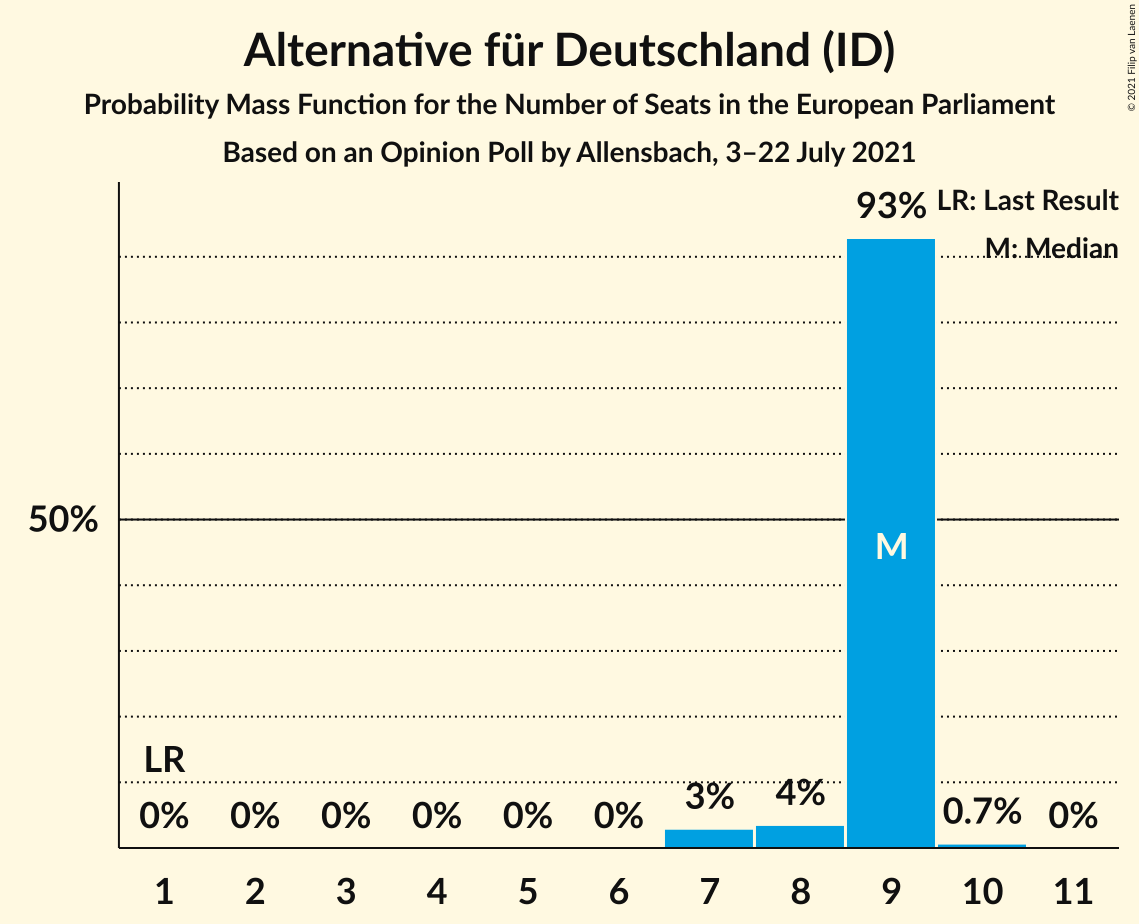 Alternative für Deutschland (ID)
Probability Mass Function for the Number of Seats in the European Parliament
Based on an Opinion Poll by Allensbach, 3–22 July 2021
© 2021 Filip van Laenen
LR: Last Result
M: Median
93%
50%
M
LR
0% 0% 0% 0% 0% 0% 3% 4% 0.7% 0%
1 2 3 4 5 6 7 8 9 10 11